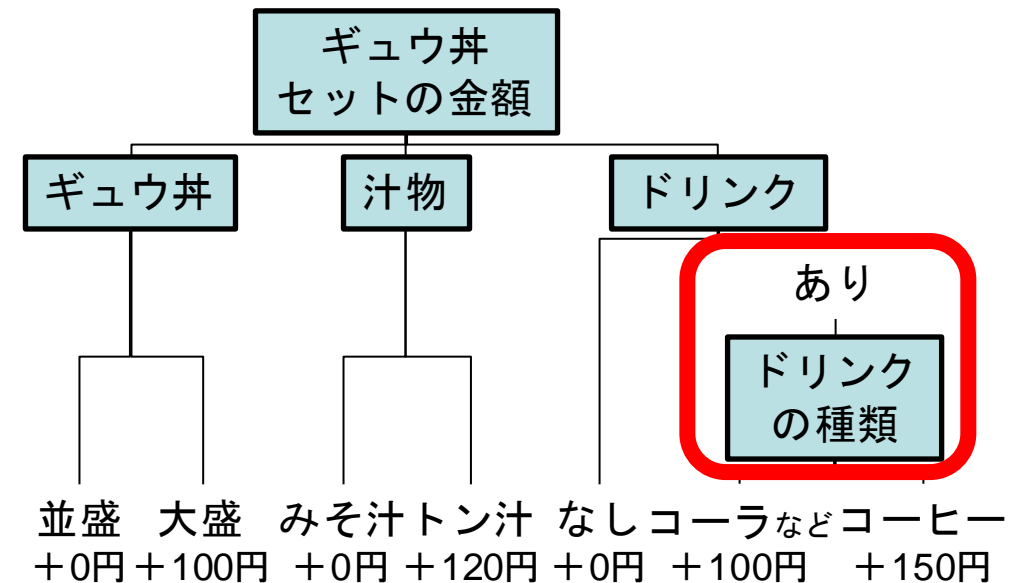 ギュウ丼
セットの金額
ギュウ丼
汁物
ドリンク
あり
ドリンク
の種類
並盛 大盛 みそ汁 トン汁 なし コーラなど コーヒー
+0円 +100円 +0円 +120円 +0円 +100円 +150円